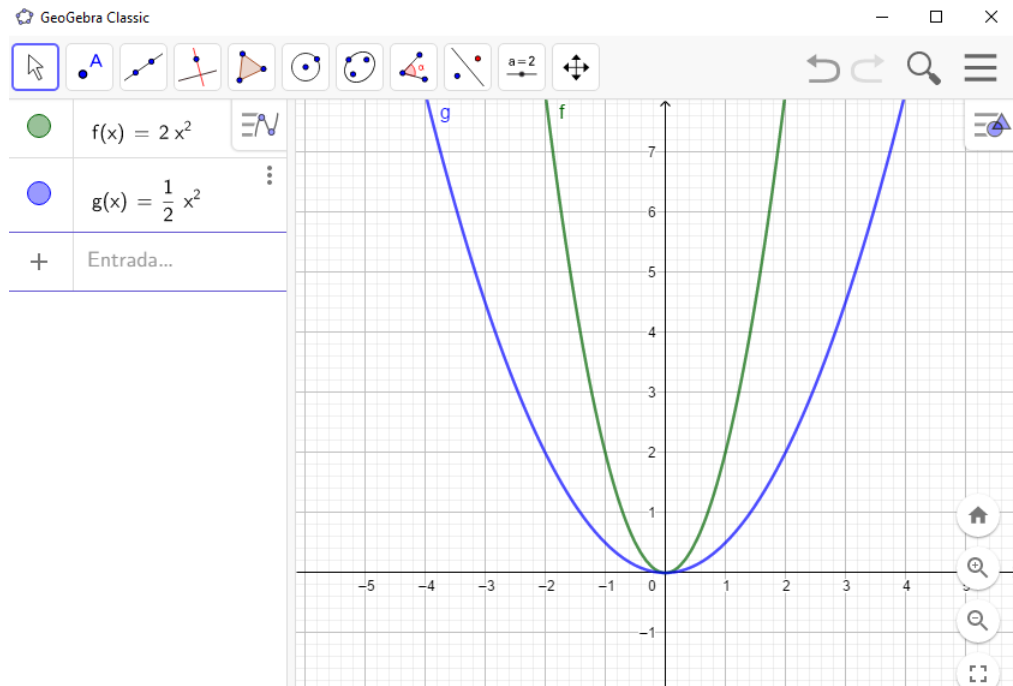 GeoGebra Classic
A
α
a = 2
f(x) = 2 x²
g(x) = 1/2 x²
+ Entrada...
g
f
7
6
5
4
3
2
1
−5 −4 −3 −2 −1 0 1 2 3 4 5
−1